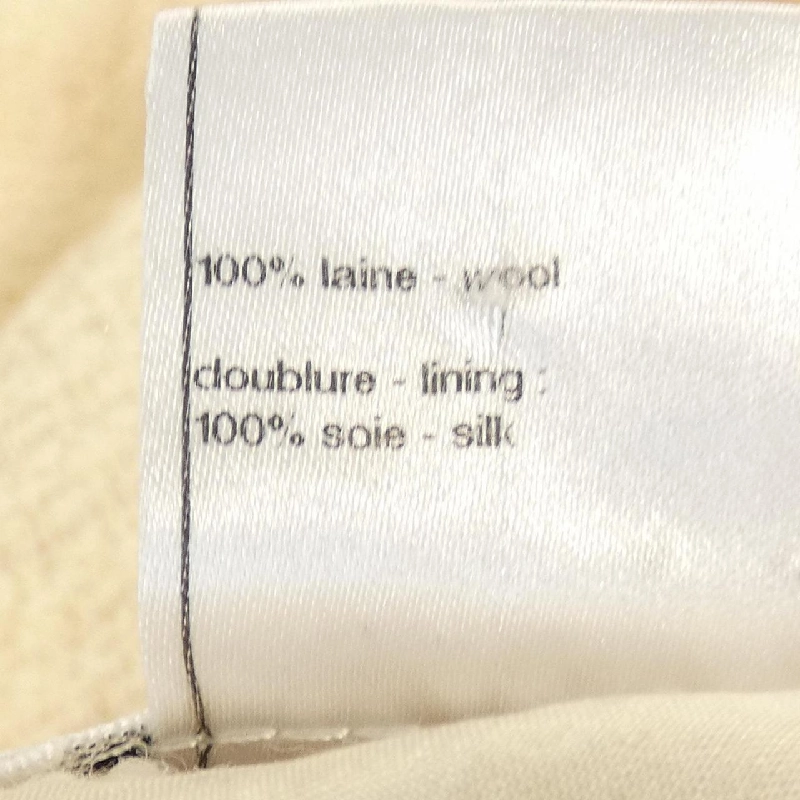 100% laine - wool
doublure - lining :
100% soie - silk